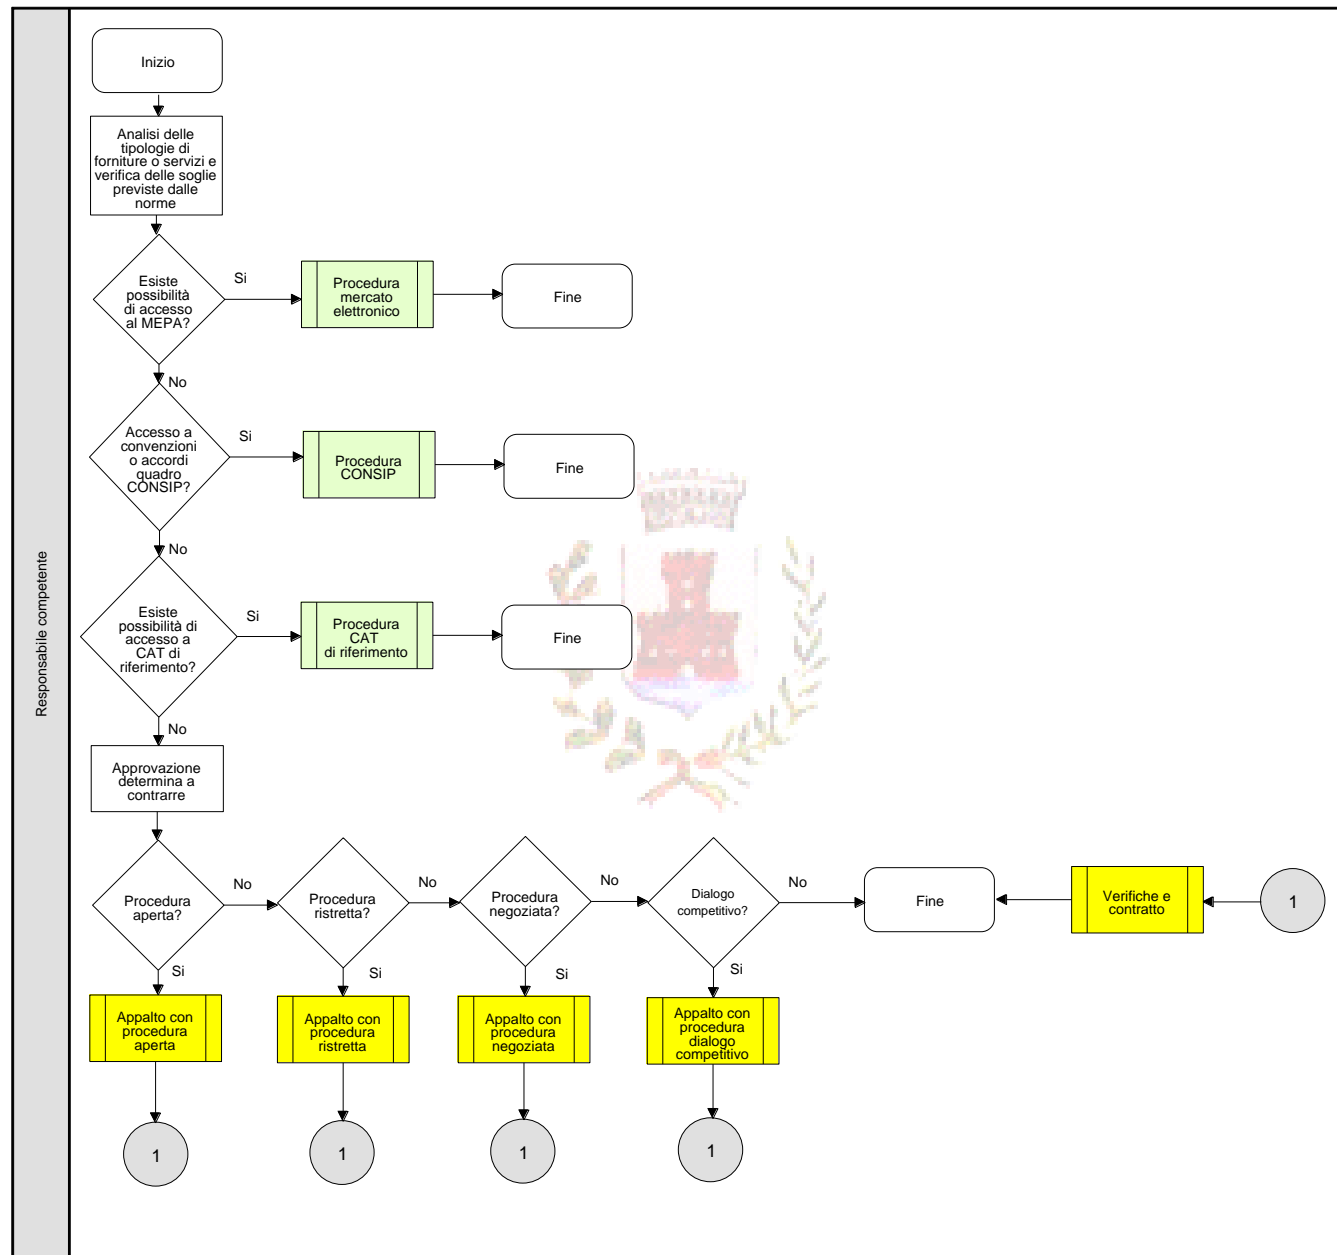 Responsabile competente
Inizio
Analisi delle
tipologie di
forniture o servizi e
verifica delle soglie
previste dalle
norme
Esiste
possibilità
di accesso
al MEPA?
Si
Procedura
mercato
elettronico
Fine
No
Accesso a
convenzioni
o accordi
quadro
CONSIP?
Si
Procedura
CONSIP
Fine
No
Esiste
possibilità di
accesso a
CAT di
riferimento?
Si
Procedura
CAT
di riferimento
Fine
No
Approvazione
determina a
contrarre
Procedura
aperta?
No
Procedura
ristretta?
No
Procedura
negoziata?
No
Dialogo
competitivo?
No
Fine
Verifiche e
contratto
1
Si
Si
Si
Si
Appalto con
procedura
aperta
Appalto con
procedura
ristretta
Appalto con
procedura
negoziata
Appalto con
procedura
dialogo
competitivo
1
1
1
1